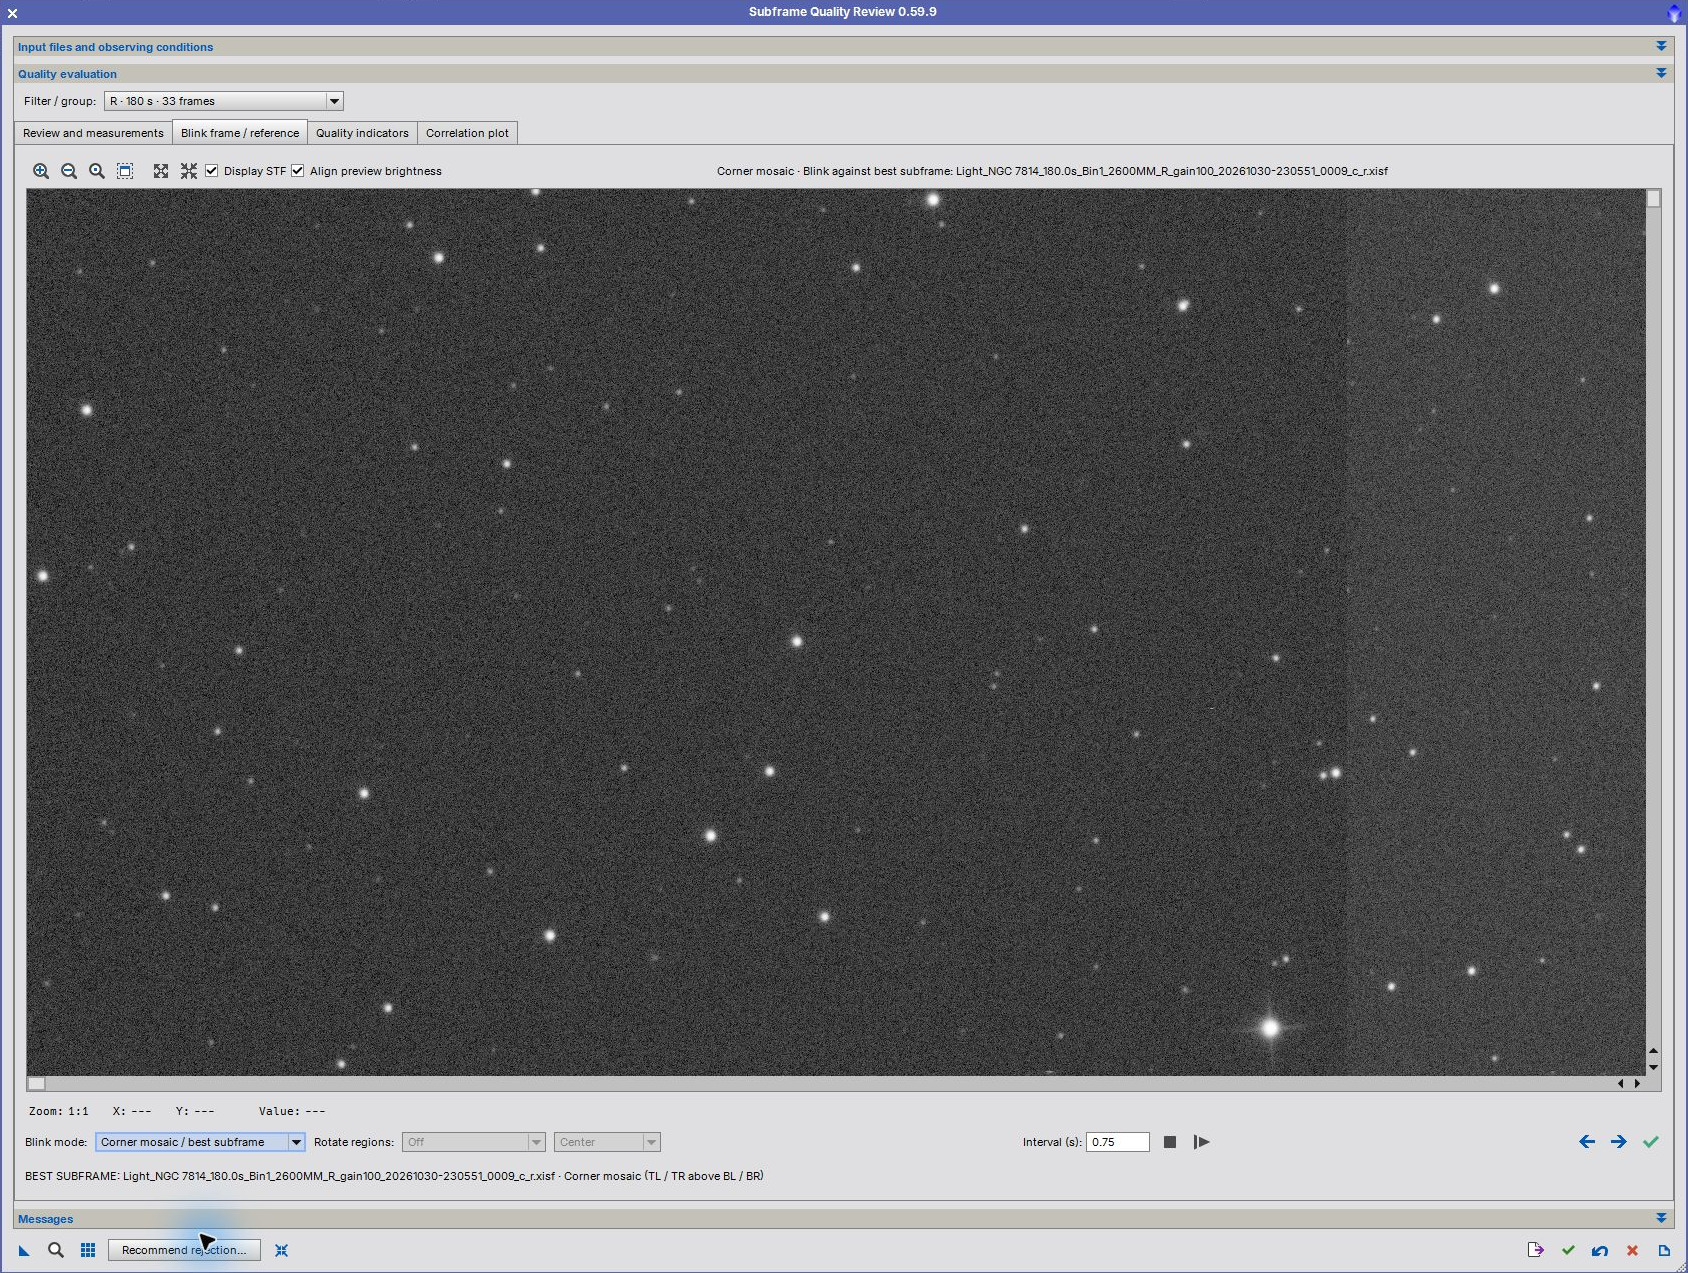 Subframe Quality Review 0.59.9
Input files and observing conditions
Quality evaluation
Filter / group: R · 180 s · 33 frames
Review and measurements Blink frame / reference Quality indicators Correlation plot
Display STF Align preview brightness Corner mosaic · Blink against best subframe: Light_NGC 7814_180.0s_Bin1_2600MM_R_gain100_20261030-230551_0009_c_r.xisf
Zoom: 1:1 X: --- Y: --- Value: ---
Blink mode: Corner mosaic / best subframe Rotate regions: Off Center Interval (s): 0.75
BEST SUBFRAME: Light_NGC 7814_180.0s_Bin1_2600MM_R_gain100_20261030-230551_0009_c_r.xisf · Corner mosaic (TL / TR above BL / BR)
Messages
Recommend rejection...